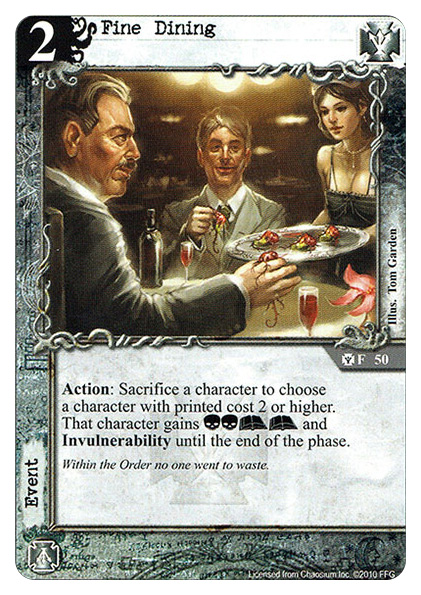 2 Fine Dining
Illus. Tom Garden
F 50
Action: Sacrifice a character to choose
a character with printed cost 2 or higher.
That character gains and
Invulnerability until the end of the phase.
Within the Order no one went to waste.
Event
Licensed from Chaosium Inc. ©2010 FFG